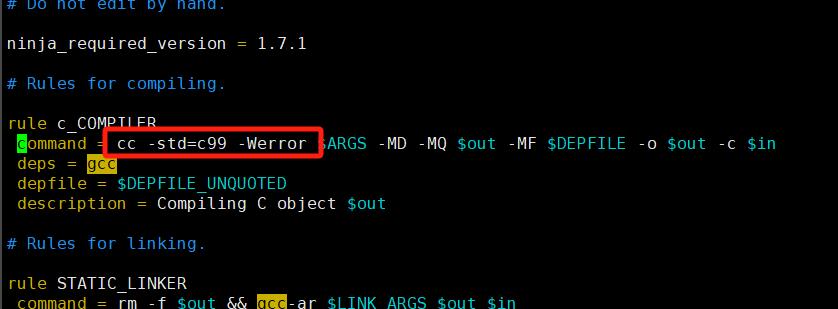 # Do not edit by hand.
ninja_required_version = 1.7.1
# Rules for compiling.
rule c_COMPILER
command = cc -std=c99 -Werror $ARGS -MD -MQ $out -MF $DEPFILE -o $out -c $in
deps = gcc
depfile = $DEPFILE_UNQUOTED
description = Compiling C object $out
# Rules for linking.
rule STATIC_LINKER
command = rm -f $out && gcc-ar $LINK_ARGS $out $in